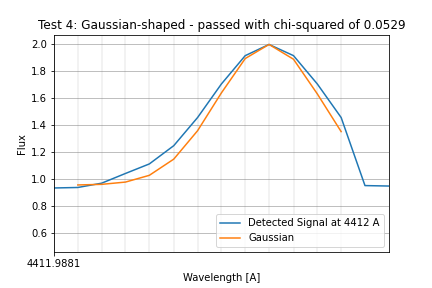 Test 4: Gaussian-shaped - passed with chi-squared of 0.0529
2.0
1.8
1.6
1.4
1.2
1.0
0.8
0.6
Flux
Detected Signal at 4412 A
Gaussian
4411.9881
Wavelength [A]